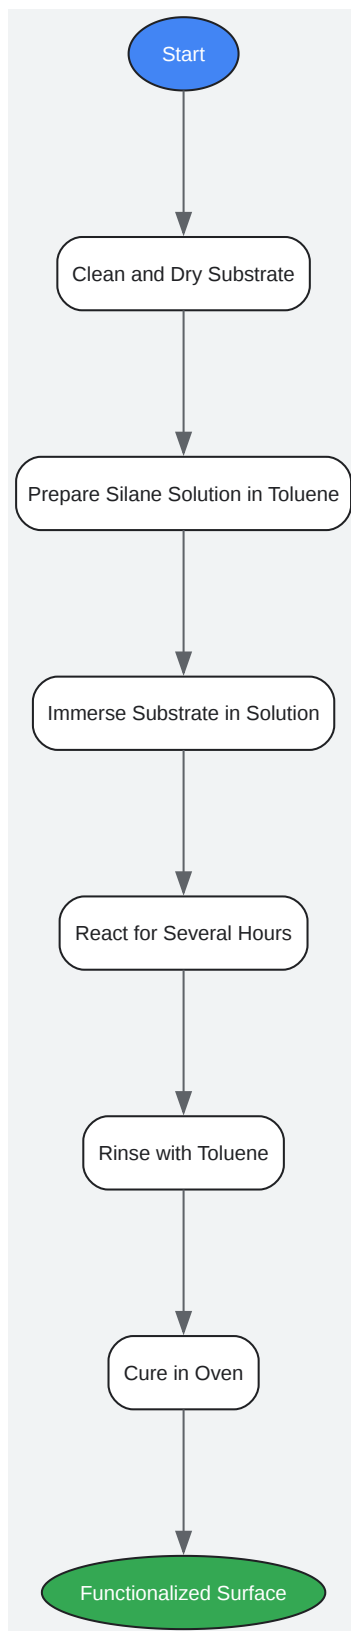 Start
Clean and Dry Substrate
Prepare Silane Solution in Toluene
Immerse Substrate in Solution
React for Several Hours
Rinse with Toluene
Cure in Oven
Functionalized Surface